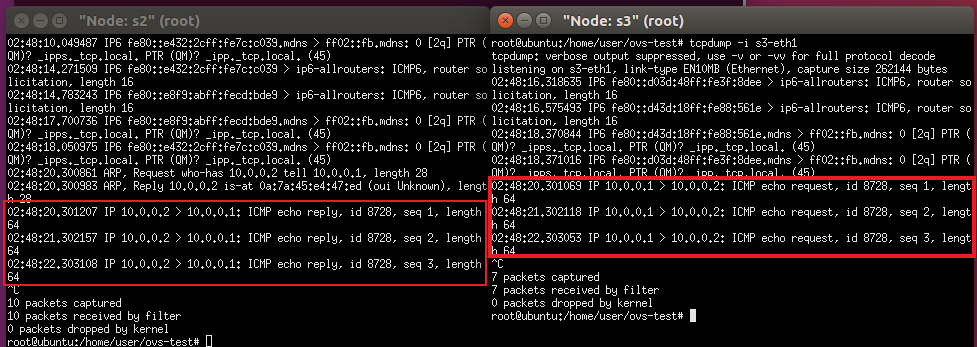 "Node: s2" (root)
02:48:10.049487 IP6 fe80::e432:2cff:fe7c:c039.mdns > ff02::fb.mdns: 0 [2q] PTR (
QM)? _ipps._tcp.local. PTR (QM)? _ipp._tcp.local. (45)
02:48:14.271509 IP6 fe80::e432:2cff:fe7c:c039 > ip6-allrouters: ICMP6, router so
licitation, length 16
02:48:14.783243 IP6 fe80::e8f9:abff:fecd:bde9 > ip6-allrouters: ICMP6, router so
licitation, length 16
02:48:17.700736 IP6 fe80::e8f9:abff:fecd:bde9.mdns > ff02::fb.mdns: 0 [2q] PTR (
QM)? _ipps._tcp.local. PTR (QM)? _ipp._tcp.local. (45)
02:48:18.050975 IP6 fe80::e432:2cff:fe7c:c039.mdns > ff02::fb.mdns: 0 [2q] PTR (
QM)? _ipps._tcp.local. PTR (QM)? _ipp._tcp.local. (45)
02:48:20.300861 ARP, Request who-has 10.0.0.2 tell 10.0.0.1, length 28
02:48:20.300983 ARP, Reply 10.0.0.2 is-at 0a:7a:45:e4:47:ed (oui Unknown), lengt
h 28
02:48:20.301207 IP 10.0.0.2 > 10.0.0.1: ICMP echo reply, id 8728, seq 1, length
64
02:48:21.302157 IP 10.0.0.2 > 10.0.0.1: ICMP echo reply, id 8728, seq 2, length
64
02:48:22.303108 IP 10.0.0.2 > 10.0.0.1: ICMP echo reply, id 8728, seq 3, length
64
^C
10 packets captured
10 packets received by filter
0 packets dropped by kernel
root@ubuntu:/home/user/ovs-test#
"Node: s3" (root)
root@ubuntu:/home/user/ovs-test# tcpdump -i s3-eth1
tcpdump: verbose output suppressed, use -v or -vv for full protocol decode
listening on s3-eth1, link-type EN10MB (Ethernet), capture size 262144 bytes
02:48:16.318635 IP6 fe80::d43d:48ff:fe3f:8dee > ip6-allrouters: ICMP6, router so
licitation, length 16
02:48:16.575493 IP6 fe80::d43d:18ff:fe88:561e > ip6-allrouters: ICMP6, router so
licitation, length 16
02:48:18.370844 IP6 fe80::d43d:18ff:fe88:561e.mdns > ff02::fb.mdns: 0 [2q] PTR (
QM)? _ipps._tcp.local. PTR (QM)? _ipp._tcp.local. (45)
02:48:18.371016 IP6 fe80::d43d:48ff:fe3f:8dee.mdns > ff02::fb.mdns: 0 [2q] PTR (
QM)? _ipps._tcp.local. PTR (QM)? _ipp._tcp.local. (45)
02:48:20.301069 IP 10.0.0.1 > 10.0.0.2: ICMP echo request, id 8728, seq 1, lengt
h 64
02:48:21.302118 IP 10.0.0.1 > 10.0.0.2: ICMP echo request, id 8728, seq 2, lengt
h 64
02:48:22.303053 IP 10.0.0.1 > 10.0.0.2: ICMP echo request, id 8728, seq 3, lengt
h 64
^C
7 packets captured
7 packets received by filter
0 packets dropped by kernel
root@ubuntu:/home/user/ovs-test#